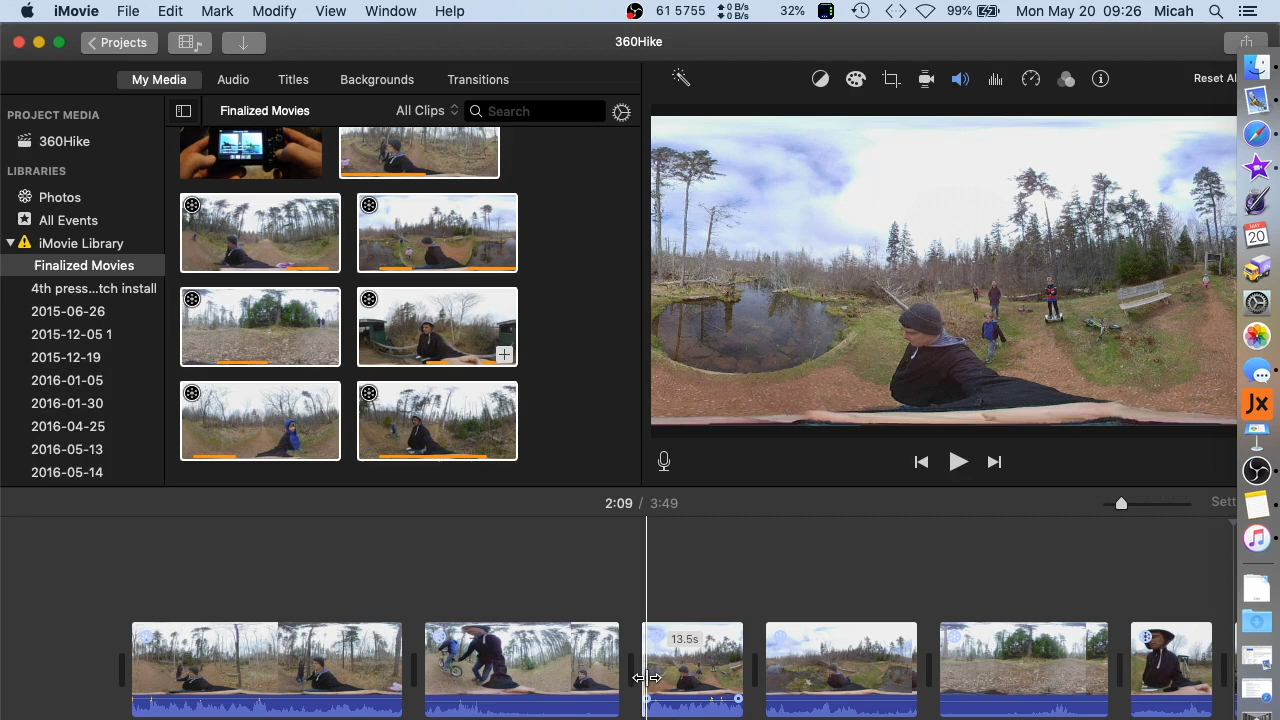 iMovie File Edit Mark Modify View Window Help 61 5755 0 B/s 0 B/s 32% 99% Mon May 20 09:26 Micah
Projects 360Hike
My Media Audio Titles Backgrounds Transitions Reset Al
PROJECT MEDIA
360Hike
LIBRARIES
Photos
All Events
iMovie Library
Finalized Movies
4th press...tch install
2015-06-26
2015-12-05 1
2015-12-19
2016-01-05
2016-01-30
2016-04-25
2016-05-13
2016-05-14
Finalized Movies All Clips Search
MAY
20
Jx
2:09 / 3:49 Sett
13.5s